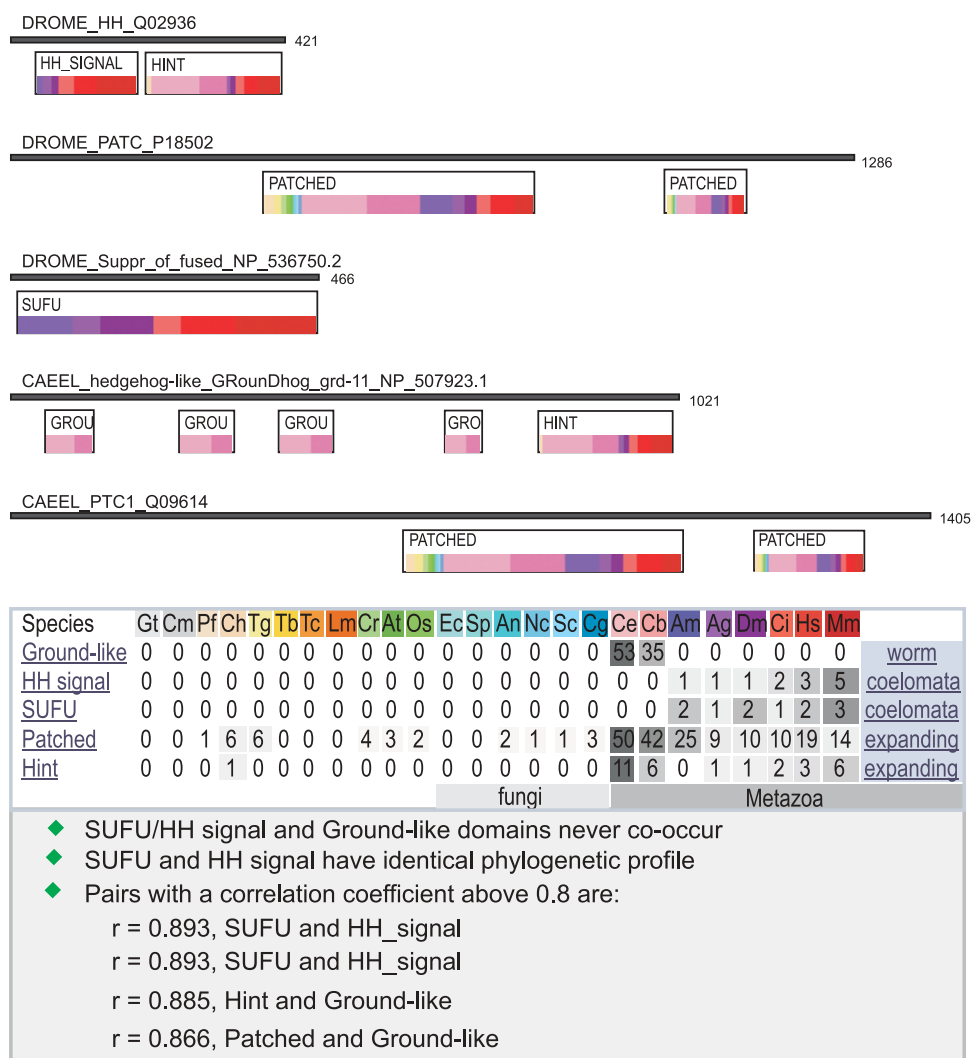 DROME_HH_Q02936
421
HH_SIGNAL HINT
DROME_PATC_P18502
1286
PATCHED PATCHED
DROME_Suppr_of_fused_NP_536750.2
466
SUFU
CAEEL_hedgehog-like_GRounDhog_grd-11_NP_507923.1
1021
GROU GROU GROU GRO HINT
CAEEL_PTC1_Q09614
1405
PATCHED PATCHED
Species Gt Cm Pf Ch Tg Tb Tc Lm Cr At Os Ec Sp An Nc Sc Cg Ce Cb Am Ag Dm Ci Hs Mm
Ground-like 0 0 0 0 0 0 0 0 0 0 0 0 0 0 0 0 0 53 35 0 0 0 0 0 0 worm
HH signal 0 0 0 0 0 0 0 0 0 0 0 0 0 0 0 0 0 0 0 1 1 1 2 3 5 coelomata
SUFU 0 0 0 0 0 0 0 0 0 0 0 0 0 0 0 0 0 0 0 2 1 2 1 2 3 coelomata
Patched 0 0 1 6 6 0 0 0 4 3 2 0 0 2 1 1 3 50 42 25 9 10 10 19 14 expanding
Hint 0 0 0 1 0 0 0 0 0 0 0 0 0 0 0 0 0 11 6 0 1 1 2 3 6 expanding
fungi Metazoa
SUFU/HH signal and Ground-like domains never co-occur
SUFU and HH signal have identical phylogenetic profile
Pairs with a correlation coefficient above 0.8 are:
r = 0.893, SUFU and HH_signal
r = 0.893, SUFU and HH_signal
r = 0.885, Hint and Ground-like
r = 0.866, Patched and Ground-like